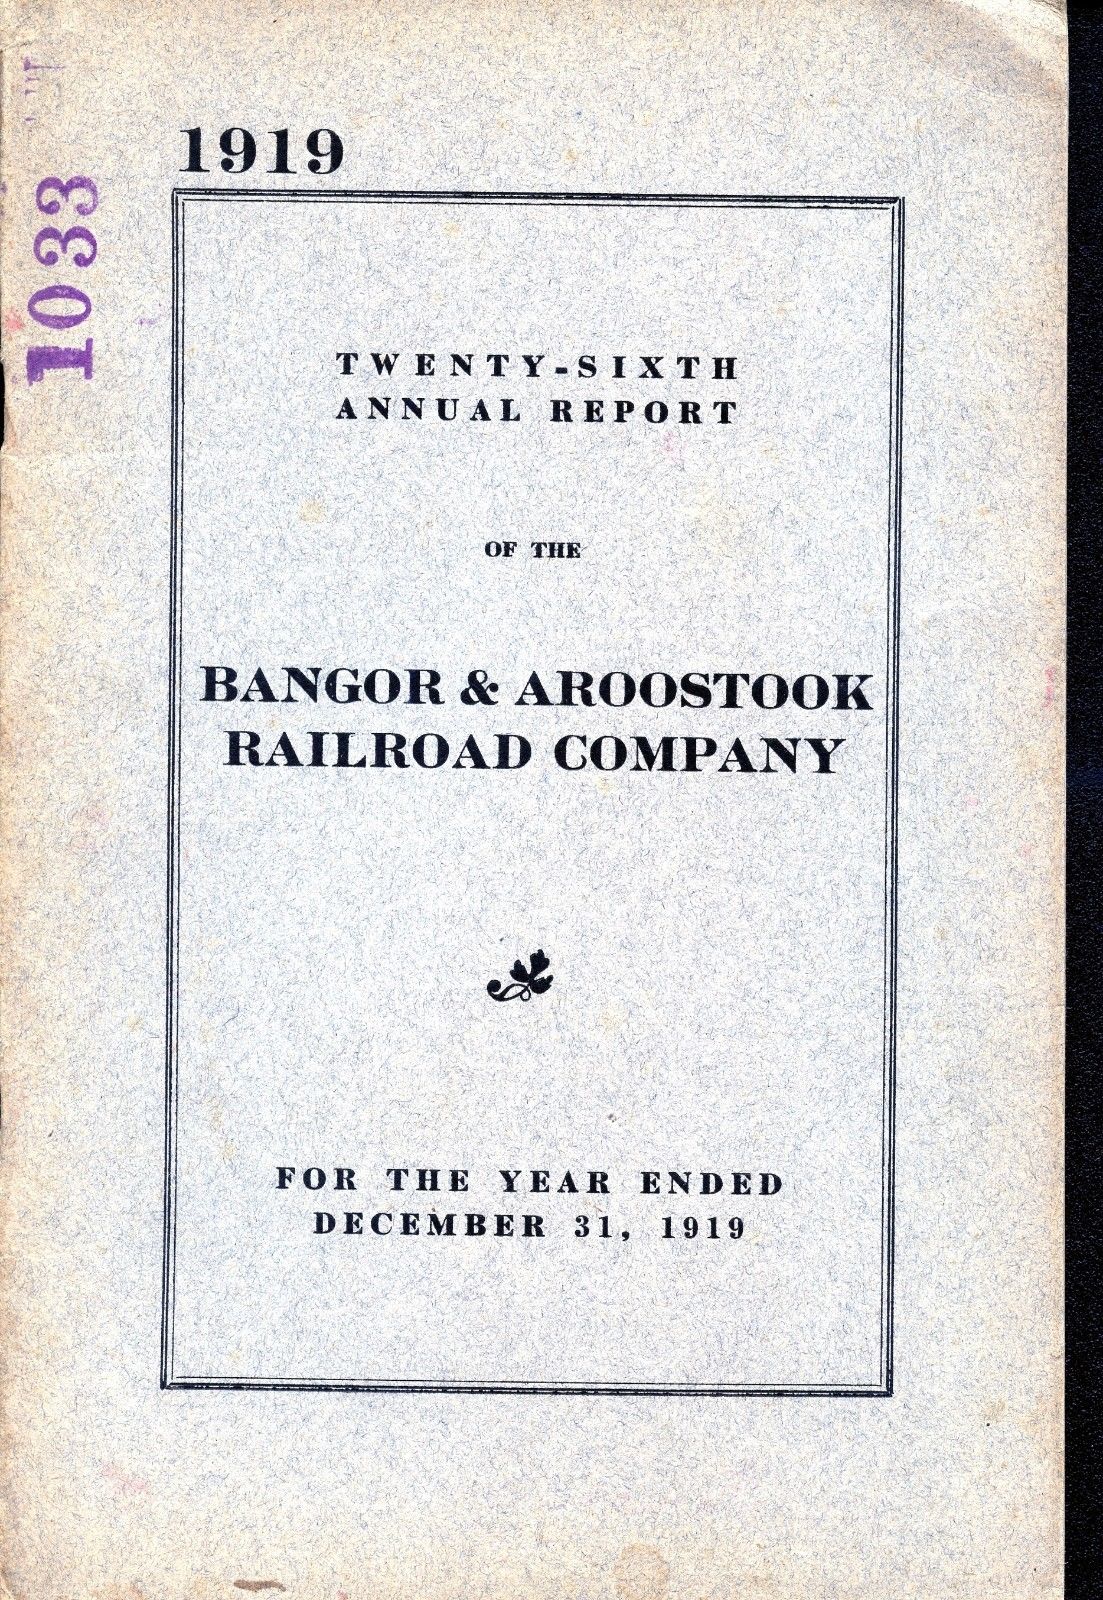 1919
1033
TWENTY-SIXTH
ANNUAL REPORT
OF THE
BANGOR & AROOSTOOK
RAILROAD COMPANY
FOR THE YEAR ENDED
DECEMBER 31, 1919